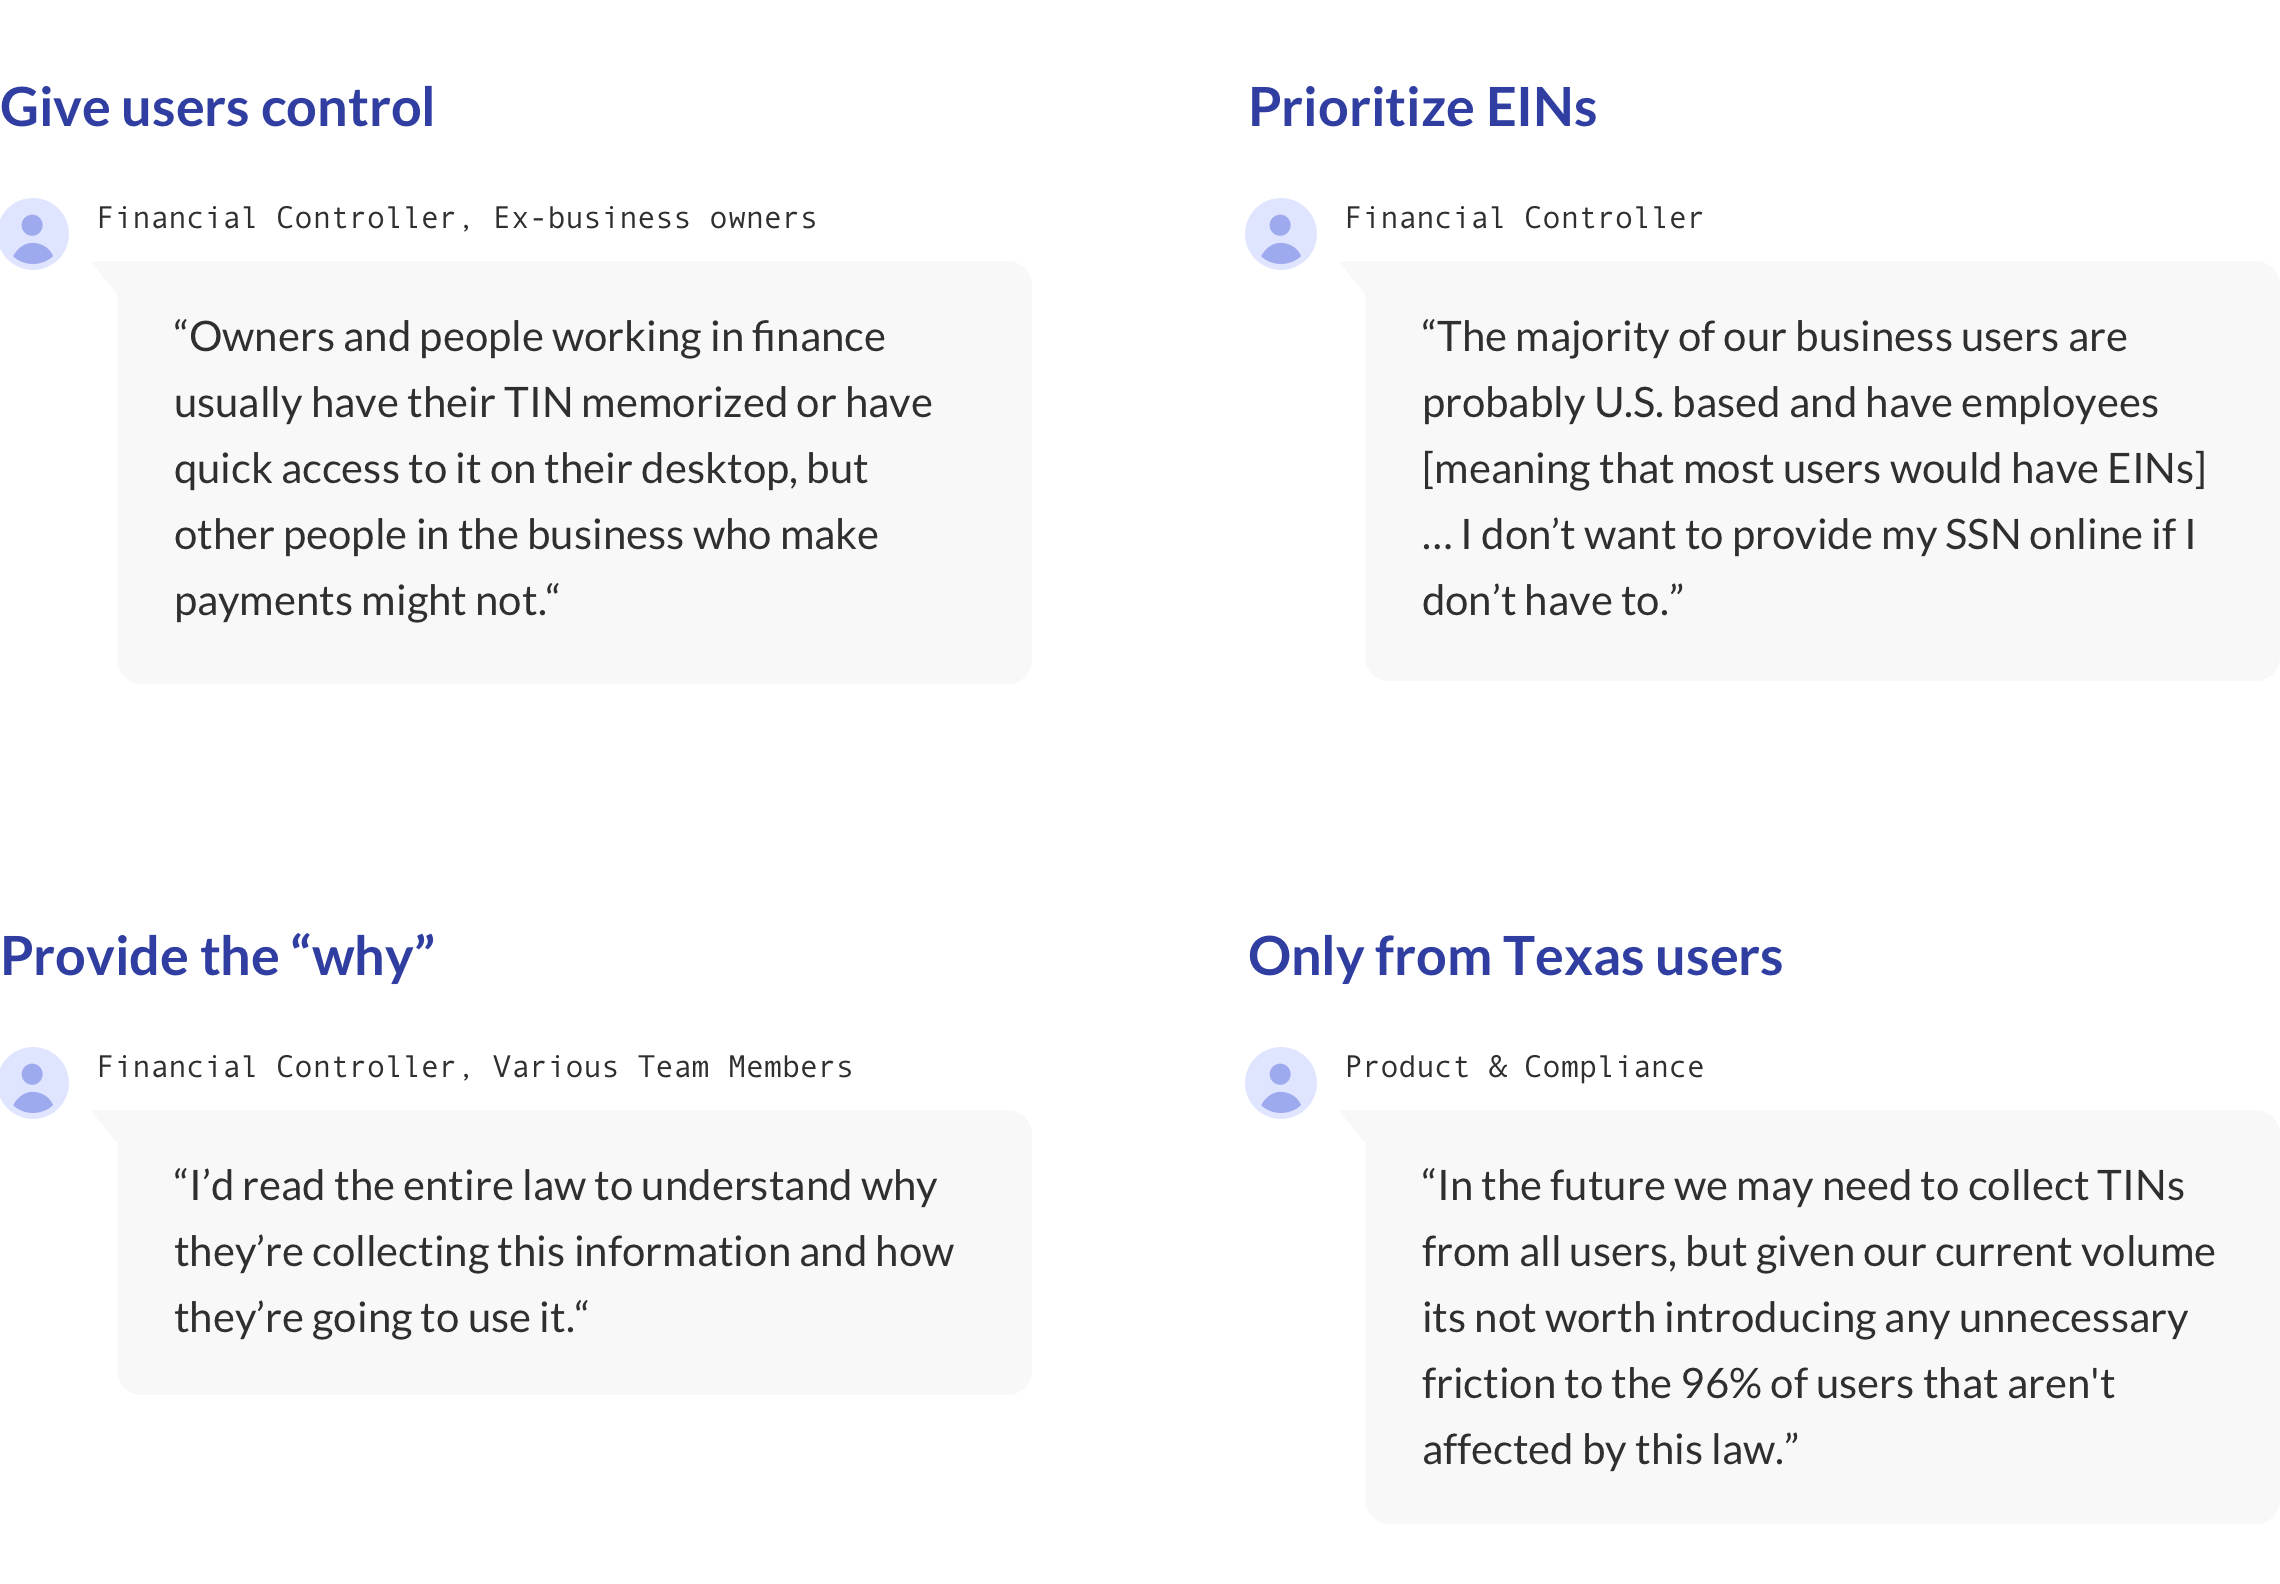 Give users control
Financial Controller, Ex-business owners
“Owners and people working in finance
usually have their TIN memorized or have
quick access to it on their desktop, but
other people in the business who make
payments might not.“
Prioritize EINs
Financial Controller
“The majority of our business users are
probably U.S. based and have employees
[meaning that most users would have EINs]
... I don’t want to provide my SSN online if I
don’t have to.”
Provide the “why”
Financial Controller, Various Team Members
“I’d read the entire law to understand why
they’re collecting this information and how
they’re going to use it.“
Only from Texas users
Product & Compliance
“In the future we may need to collect TINs
from all users, but given our current volume
its not worth introducing any unnecessary
friction to the 96% of users that aren't
affected by this law.”